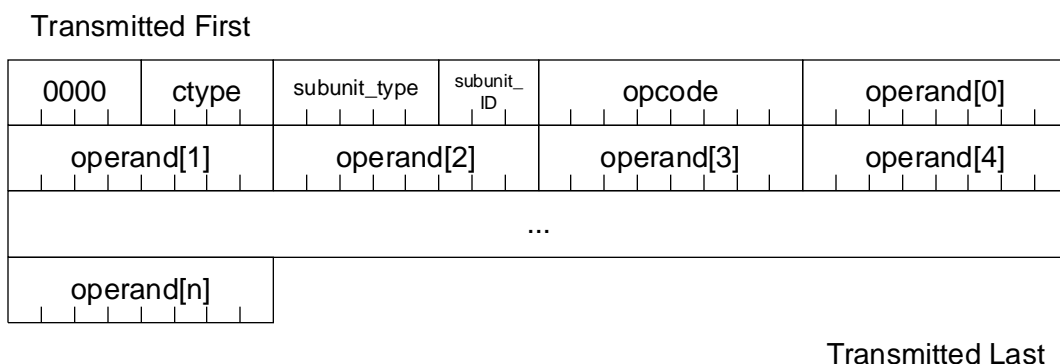 Transmitted First
0000 ctype subunit_type subunit_ID opcode operand[0]
operand[1] operand[2] operand[3] operand[4]
...
operand[n]
Transmitted Last